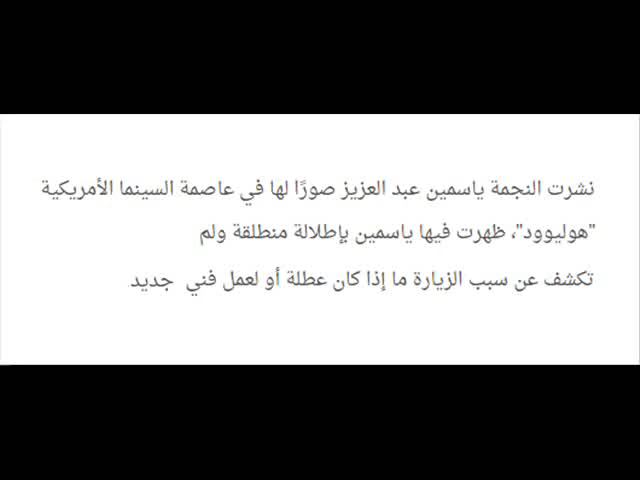 نشرت النجمة ياسمين عبد العزيز صورًا لها في عاصمة السينما الأمريكية
"هوليوود"، ظهرت فيها ياسمين بإطلالة منطلقة ولم
تكشف عن سبب الزيارة ما إذا كان عطلة أو لعمل فني جديد